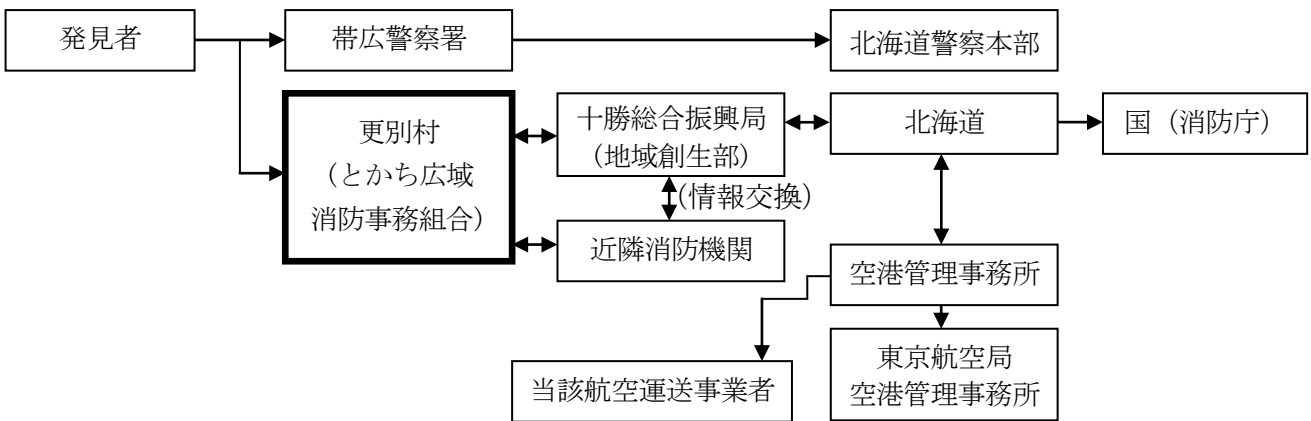 発見者
帯広警察署
北海道警察本部
更別村
(とかち広域
消防事務組合)
十勝総合振興局
(地域創生部)
北海道
国(消防庁)
(情報交換)
近隣消防機関
空港管理事務所
当該航空運送事業者
東京航空局
空港管理事務所